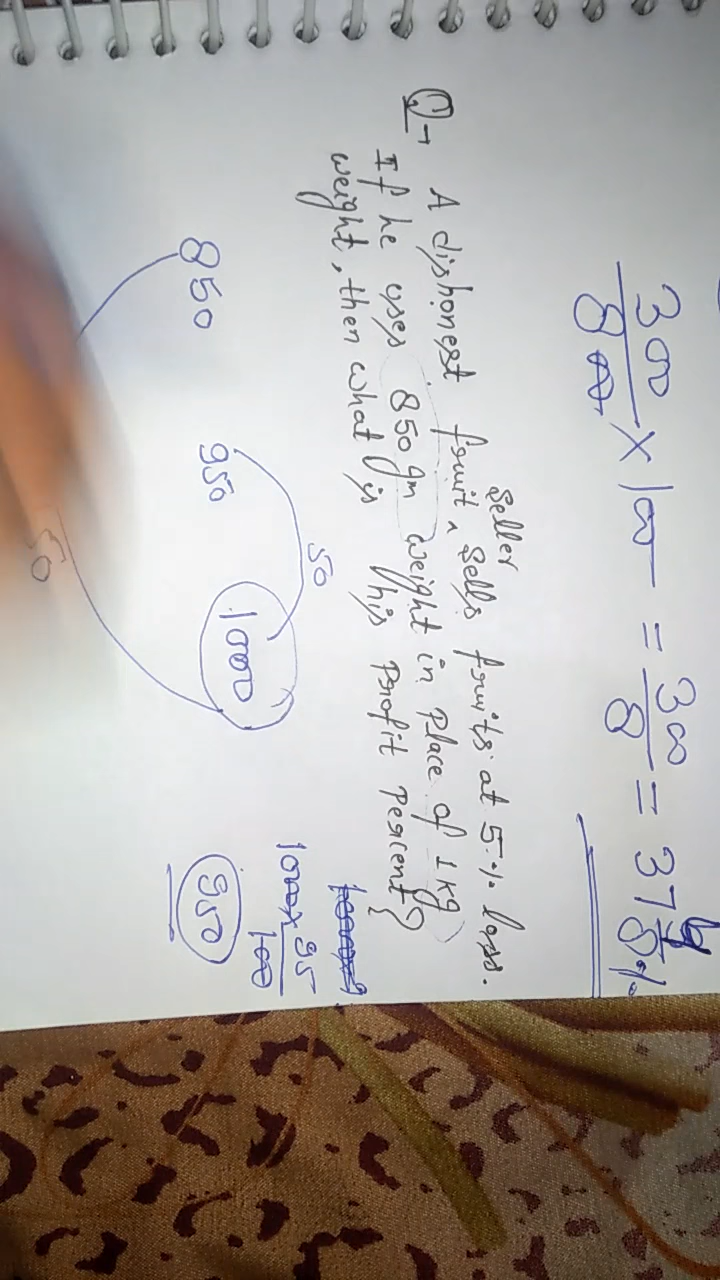 300/800 × 100 = 300/8 = 37 4/8 %
Q→ A dishonest fruit ^ seller sells fruits at 5% loss.
If he uses 850 gm weight in place of 1 kg
weight, then what is his profit percent?
1000 × 95/100
950
50
850 950 1000
50